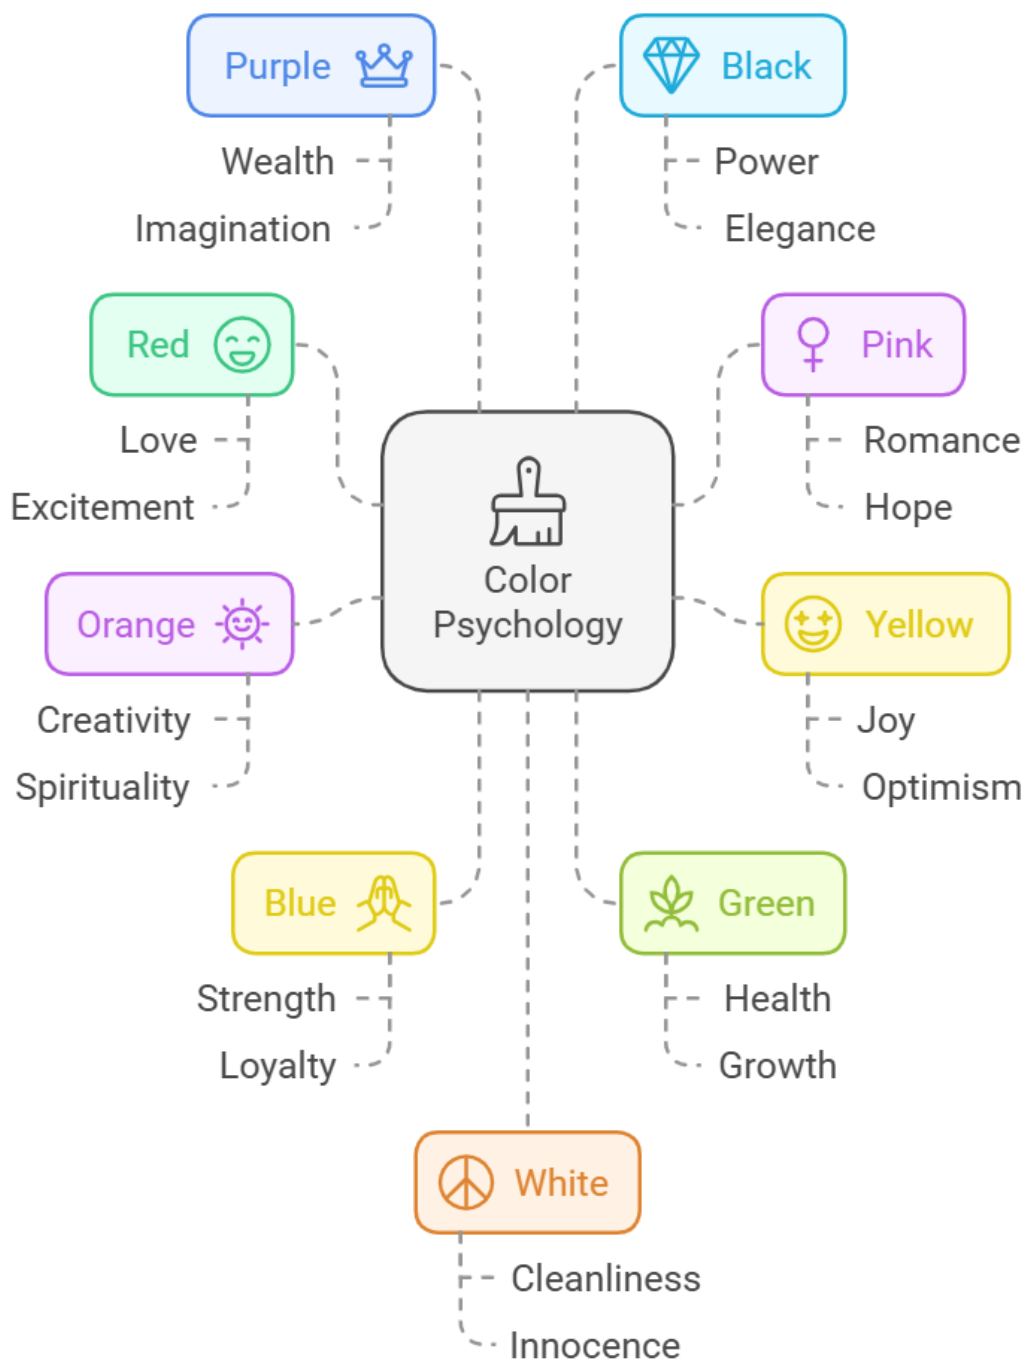 Purple
Wealth
Imagination
Black
Power
Elegance
Red
Love
Excitement
Pink
Romance
Hope
Color
Psychology
Orange
Creativity
Spirituality
Yellow
Joy
Optimism
Blue
Strength
Loyalty
Green
Health
Growth
White
Cleanliness
Innocence